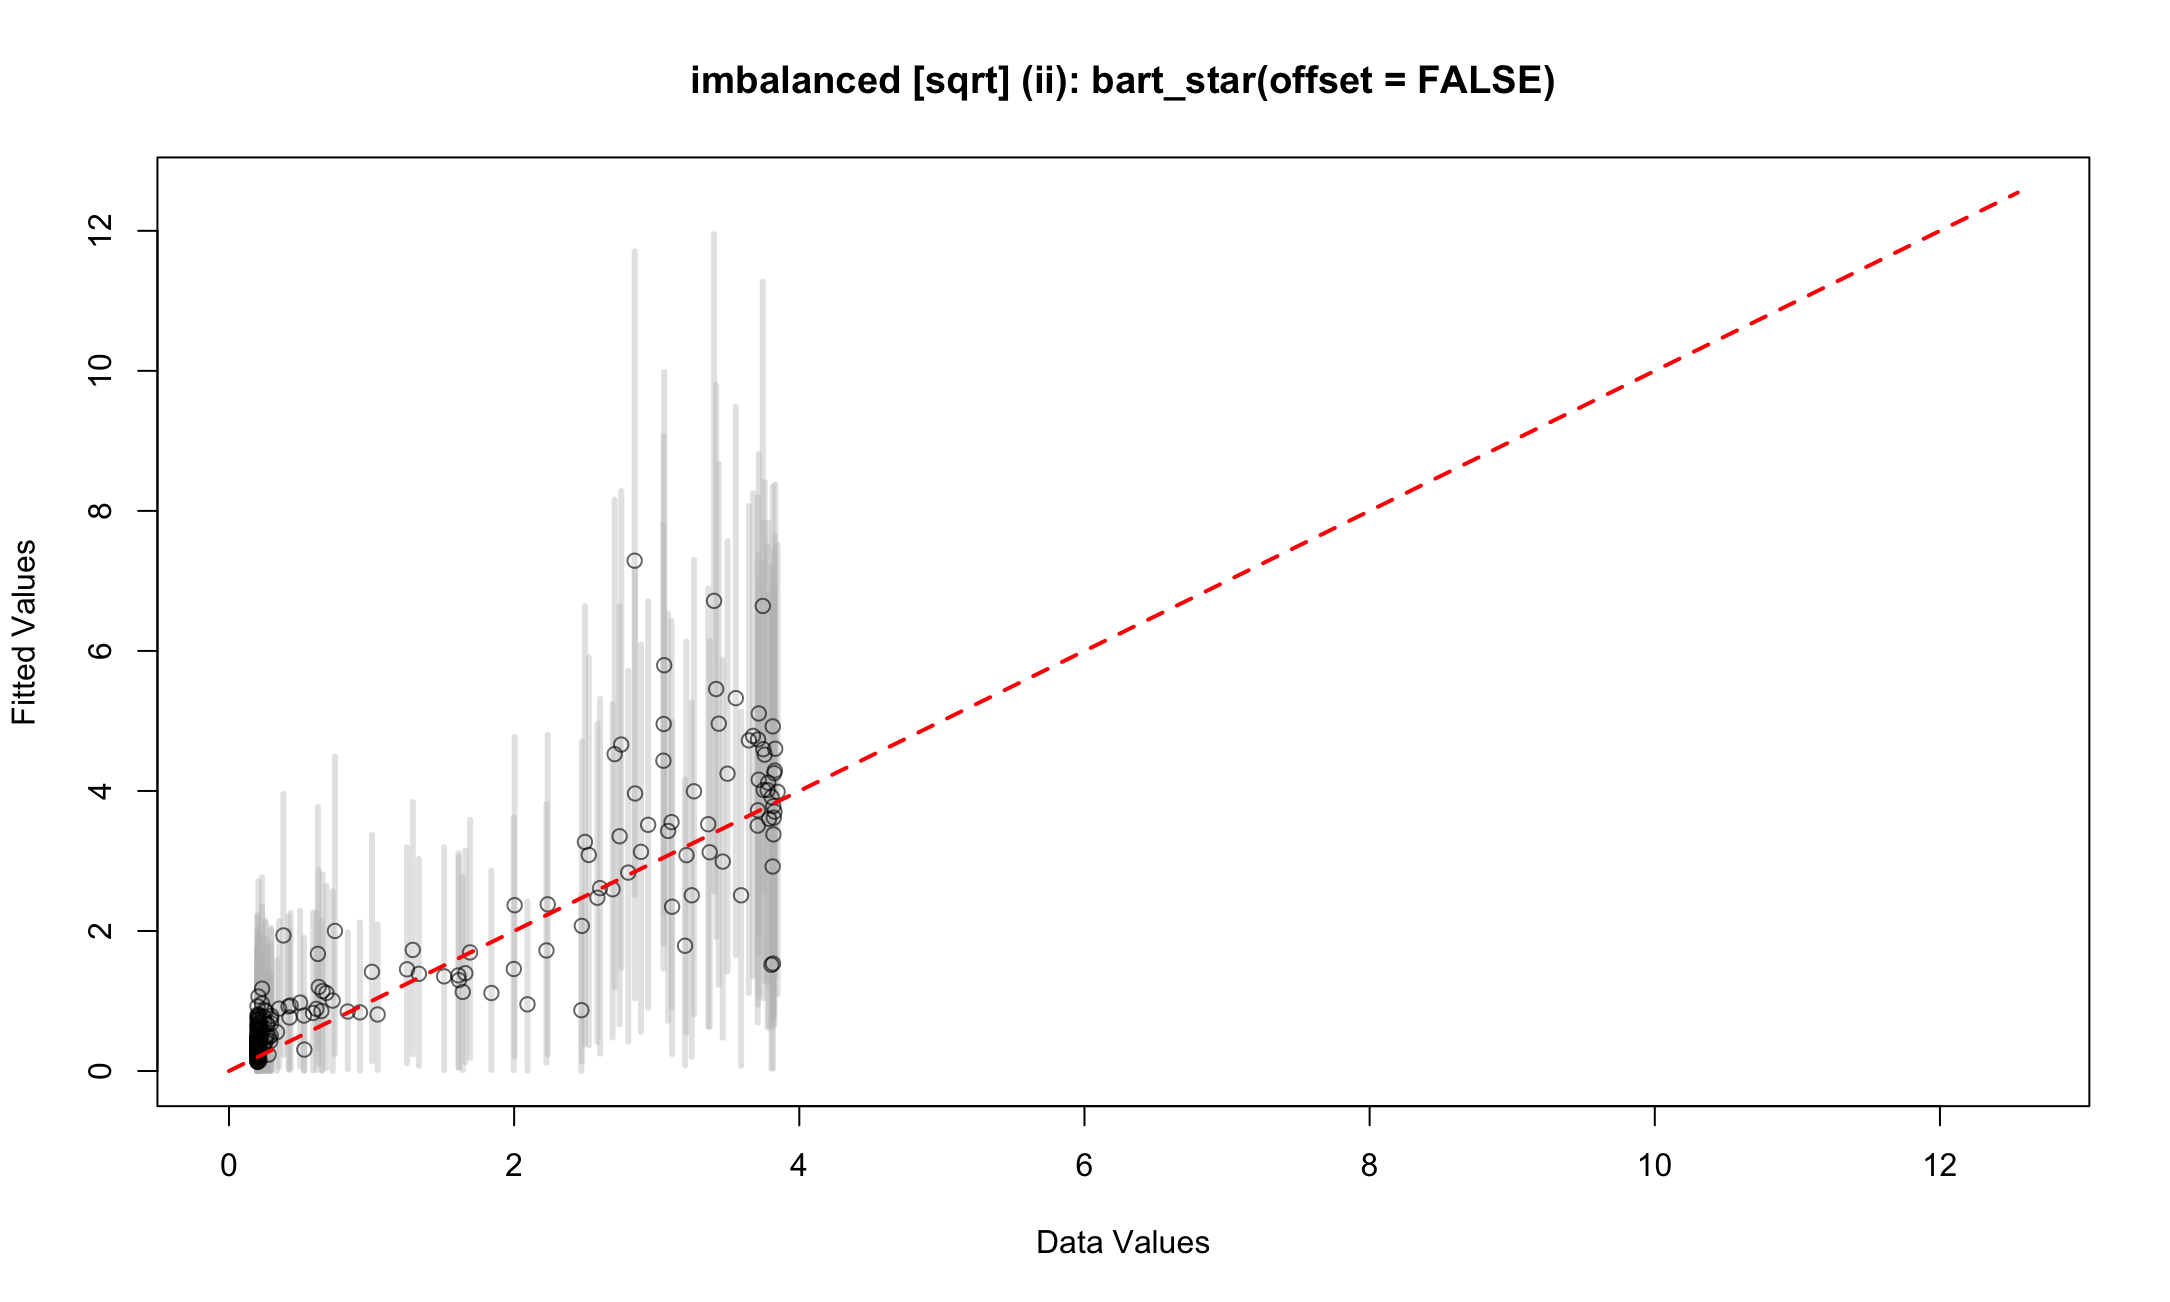 imbalanced [sqrt] (ii): bart_star(offset = FALSE)
Fitted Values
12
10
8
6
4
2
0
0 2 4 6 8 10 12
Data Values